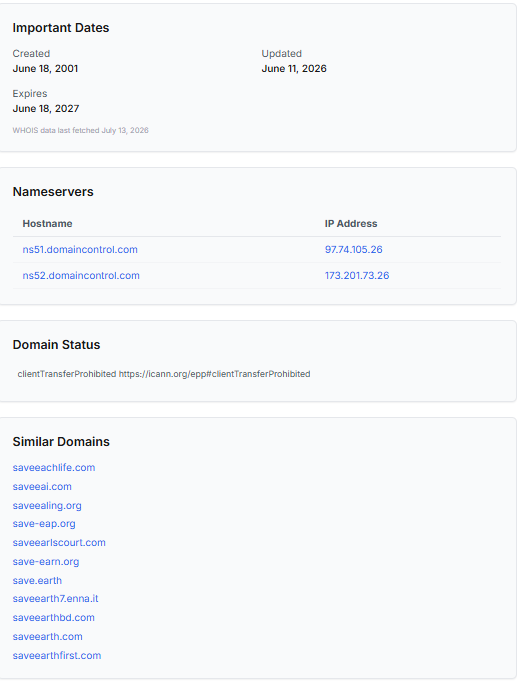 Important Dates
Created Updated
June 18, 2001 June 11, 2026
Expires
June 18, 2027
WHOIS data last fetched July 13, 2026
Nameservers
Hostname IP Address
ns51.domaincontrol.com 97.74.105.26
ns52.domaincontrol.com 173.201.73.26
Domain Status
clientTransferProhibited https://icann.org/epp#clientTransferProhibited
Similar Domains
saveeachlife.com
saveeai.com
saveealing.org
save-eap.org
saveearlscourt.com
save-earn.org
save.earth
saveearth7.enna.it
saveearthbd.com
saveearth.com
saveearthfirst.com